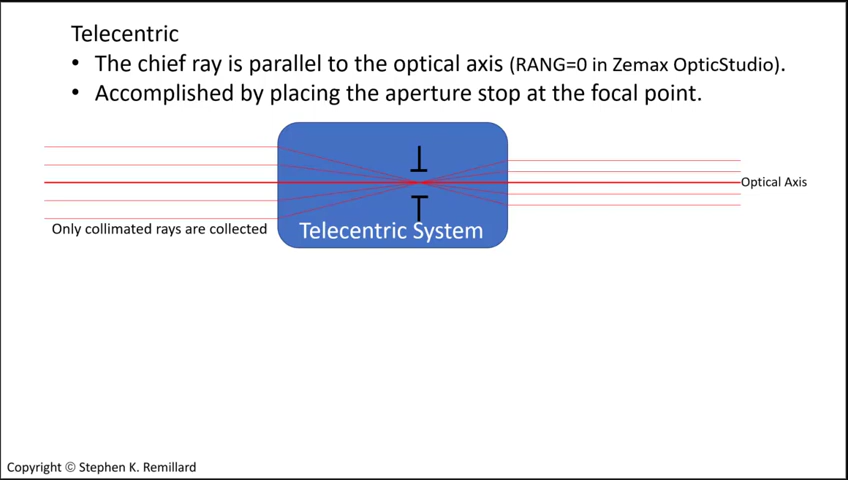 Telecentric
• The chief ray is parallel to the optical axis (RANG=0 in Zemax OpticStudio).
• Accomplished by placing the aperture stop at the focal point.
Optical Axis
Only collimated rays are collected
Telecentric System
Copyright © Stephen K. Remillard